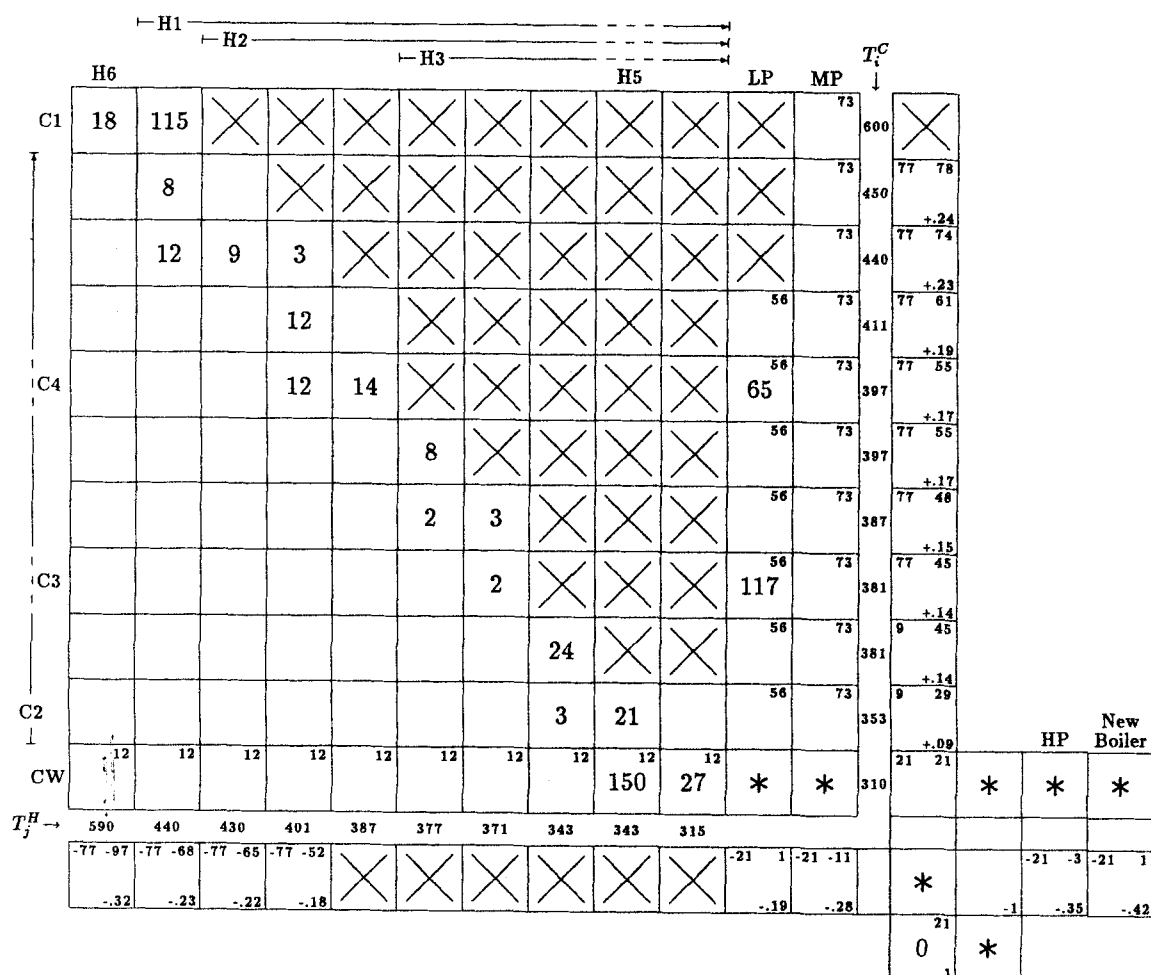 H1
H2
H3
H6 H5 LP MP T_i^C ↓
C1 18 115 73 600
8 73 450 77 78 +.24
12 9 3 73 440 77 74 +.23
12 56 73 411 77 61 +.19
C4 12 14 56 65 73 397 77 55 +.17
8 56 73 397 77 55 +.17
2 3 56 73 387 77 48 +.15
C3 2 56 117 73 381 77 45 +.14
24 56 73 381 9 45 +.14
C2 3 21 56 73 353 9 29 +.09
HP New Boiler
CW 12 12 12 12 12 12 12 12 12 150 12 27 * * 310 21 21 * * *
T_j^H → 590 440 430 401 387 377 371 343 343 315
-77 -97 -77 -68 -77 -65 -77 -52 -21 1 -21 -11 -21 -3 -21 1
-.32 -.23 -.22 -.18 -.19 -.28 * -1 -.35 -.42
21
0 *
1